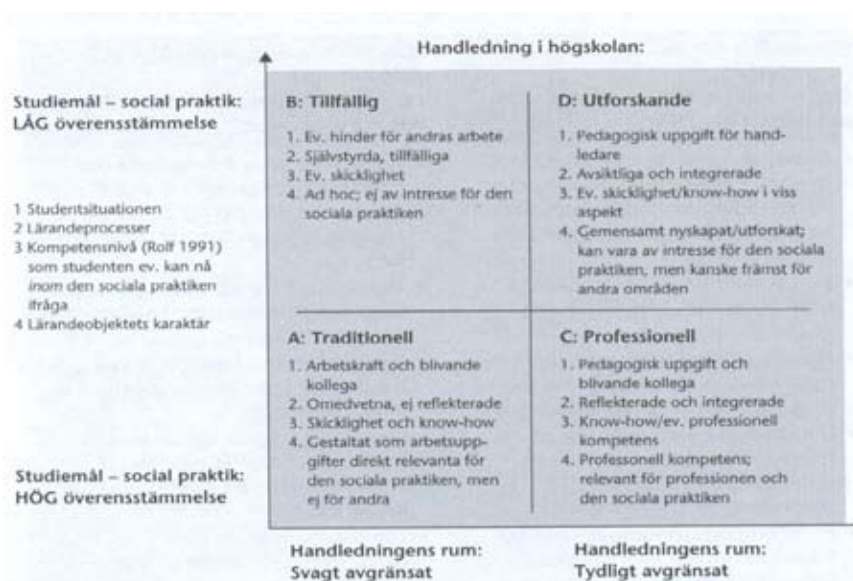 Handledning i högskolan:
Studiemål – social praktik:
LÅG överensstämmelse
1 Studentsituationen
2 Lärandeprocesser
3 Kompetensnivå (Rolf 1991)
som studenten ev. kan nå
inom den sociala praktiken
ifråga
4 Lärandeobjektets karaktär
Studiemål – social praktik:
HÖG överensstämmelse
B: Tillfällig
1. Ev. hinder för andras arbete
2. Självstyrda, tillfälliga
3. Ev. skicklighet
4. Ad hoc; ej av intresse för den
sociala praktiken
D: Utforskande
1. Pedagogisk uppgift för hand-
ledare
2. Avsiktliga och integrerade
3. Ev. skicklighet/know-how i viss
aspekt
4. Gemensamt nyskapat/utforskat;
kan vara av intresse för den sociala
praktiken, men kanske främst för
andra områden
A: Traditionell
1. Arbetskraft och blivande
kollega
2. Omedvetna, ej reflekterade
3. Skicklighet och know-how
4. Gestaltat som arbetsupp-
gifter direkt relevanta för
den sociala praktiken, men
ej för andra
C: Professionell
1. Pedagogisk uppgift och
blivande kollega
2. Reflekterade och integrerade
3. Know-how/ev. professionell
kompetens
4. Professonell kompetens;
relevant för professionen och
den sociala praktiken
Handledningens rum:
Svagt avgränsat
Handledningens rum:
Tydligt avgränsat